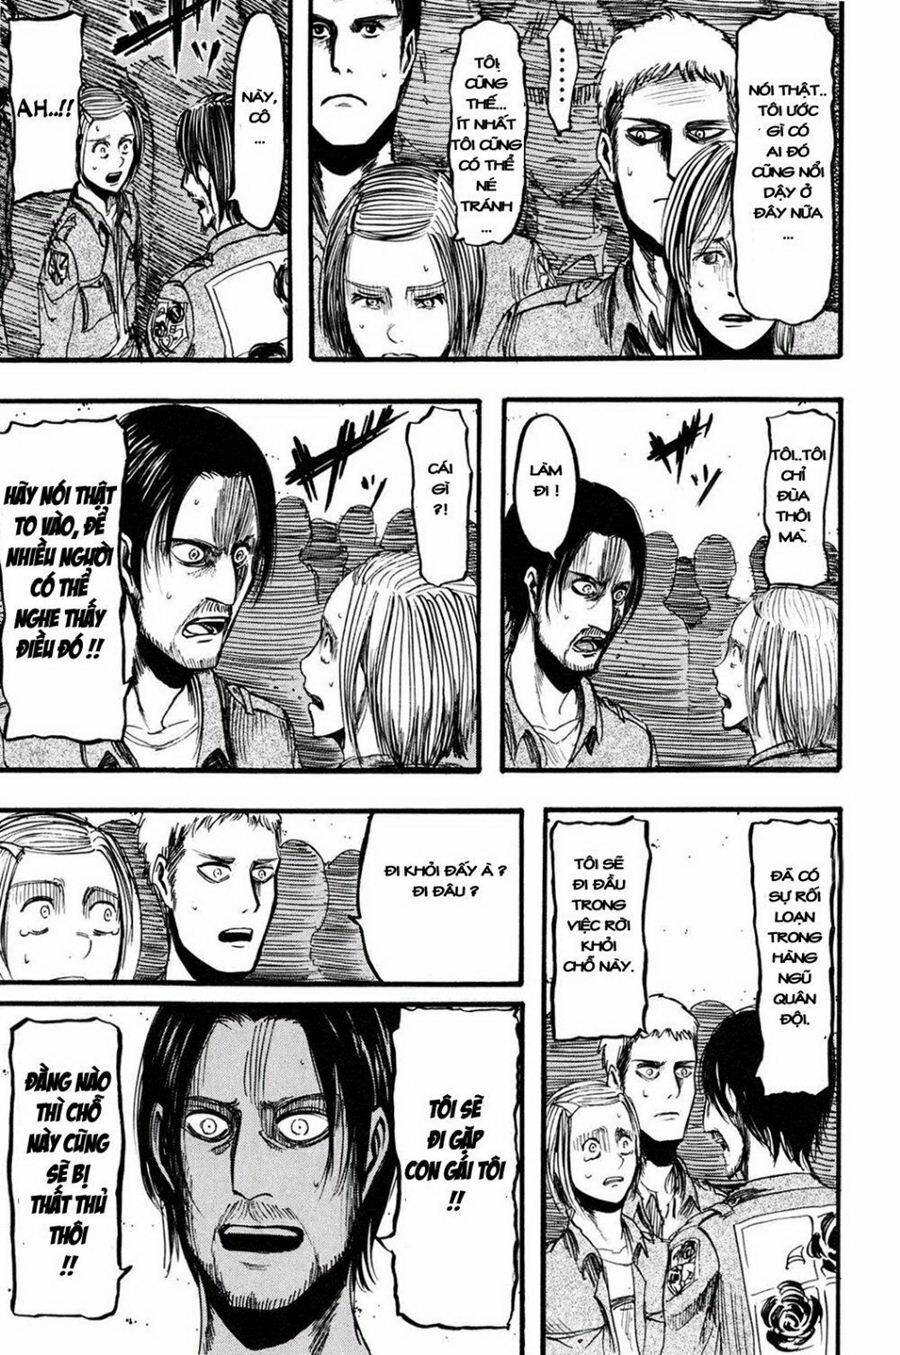 NÓI THẬT..
TÔI ƯỚC
GÌ CÓ
AI ĐÓ
CŨNG NỔI
DẬY Ở
ĐÂY NỮA
...
......
TÔI
CŨNG
THẾ...
ÍT NHẤT
TÔI CŨNG
CÓ THỂ
NÉ
TRÁNH
...
NÀY,
CÔ
...
AH..!!
TÔI..TÔI
CHỈ
ĐÙA
THÔI
MÀ.
LÀM
ĐI !
CÁI
GÌ
?!
HÃY NÓI THẬT
TO VÀO, ĐỂ
NHIỀU NGƯỜI
CÓ THỂ
NGHE THẤY
ĐIỀU ĐÓ !!
ĐÃ CÓ
SỰ RỐI
LOẠN
TRONG
HÀNG
NGŨ
QUÂN
ĐỘI.
TÔI SẼ
ĐI ĐẦU
TRONG
VIỆC RỜI
KHỎI
CHỖ NÀY.
ĐI KHỎI ĐẤY À ?
ĐI ĐÂU ?
TÔI SẼ
ĐI GẶP
CON GÁI TÔI
!!
ĐẰNG NÀO
THÌ CHỖ
NÀY CŨNG
SẼ BỊ
THẤT THỦ
THÔI
!!